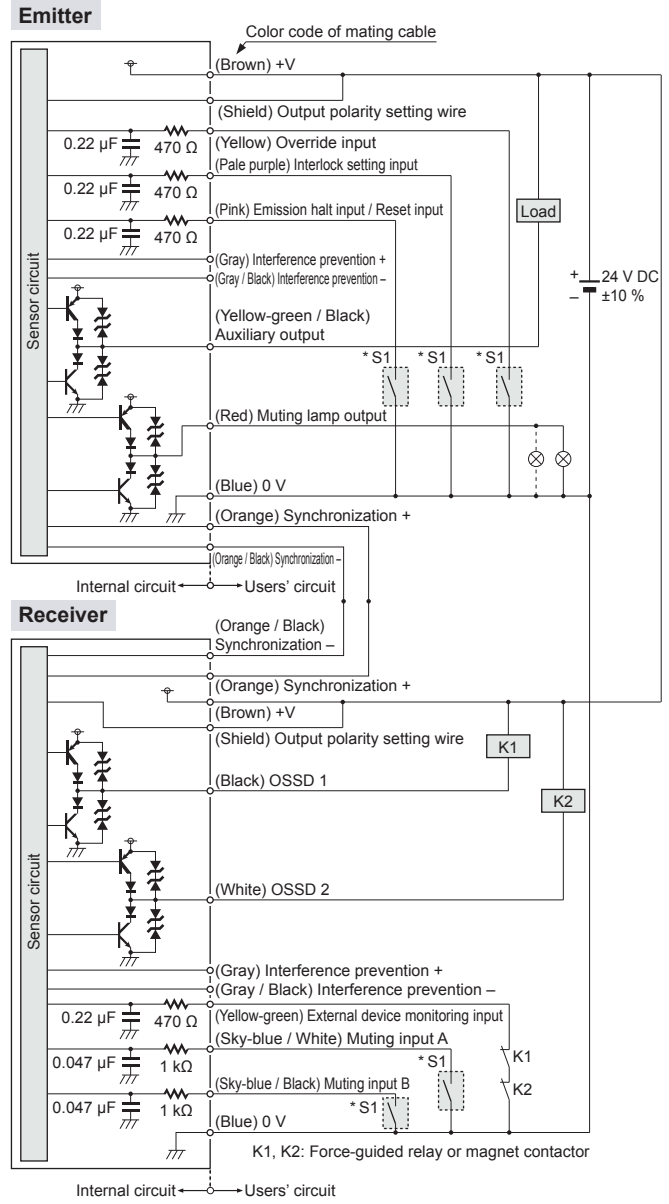 Emitter
Color code of mating cable
(Brown) +V
(Shield) Output polarity setting wire
0.22 µF
470 Ω
(Yellow) Override input
(Pale purple) Interlock setting input
0.22 µF
470 Ω
(Pink) Emission halt input / Reset input
0.22 µF
470 Ω
Load
(Gray) Interference prevention +
(Gray / Black) Interference prevention –
+
–
24 V DC
±10 %
Sensor circuit
(Yellow-green / Black)
Auxiliary output
* S1
* S1
* S1
(Red) Muting lamp output
(Blue) 0 V
(Orange) Synchronization +
(Orange / Black) Synchronization –
Internal circuit
Users' circuit
Receiver
(Orange / Black)
Synchronization –
(Orange) Synchronization +
(Brown) +V
(Shield) Output polarity setting wire
K1
(Black) OSSD 1
K2
Sensor circuit
(White) OSSD 2
(Gray) Interference prevention +
(Gray / Black) Interference prevention –
0.22 µF
470 Ω
(Yellow-green) External device monitoring input
(Sky-blue / White) Muting input A
0.047 µF
1 kΩ
* S1
K1
(Sky-blue / Black) Muting input B
0.047 µF
1 kΩ
* S1
K2
(Blue) 0 V
K1, K2: Force-guided relay or magnet contactor
Internal circuit
Users' circuit